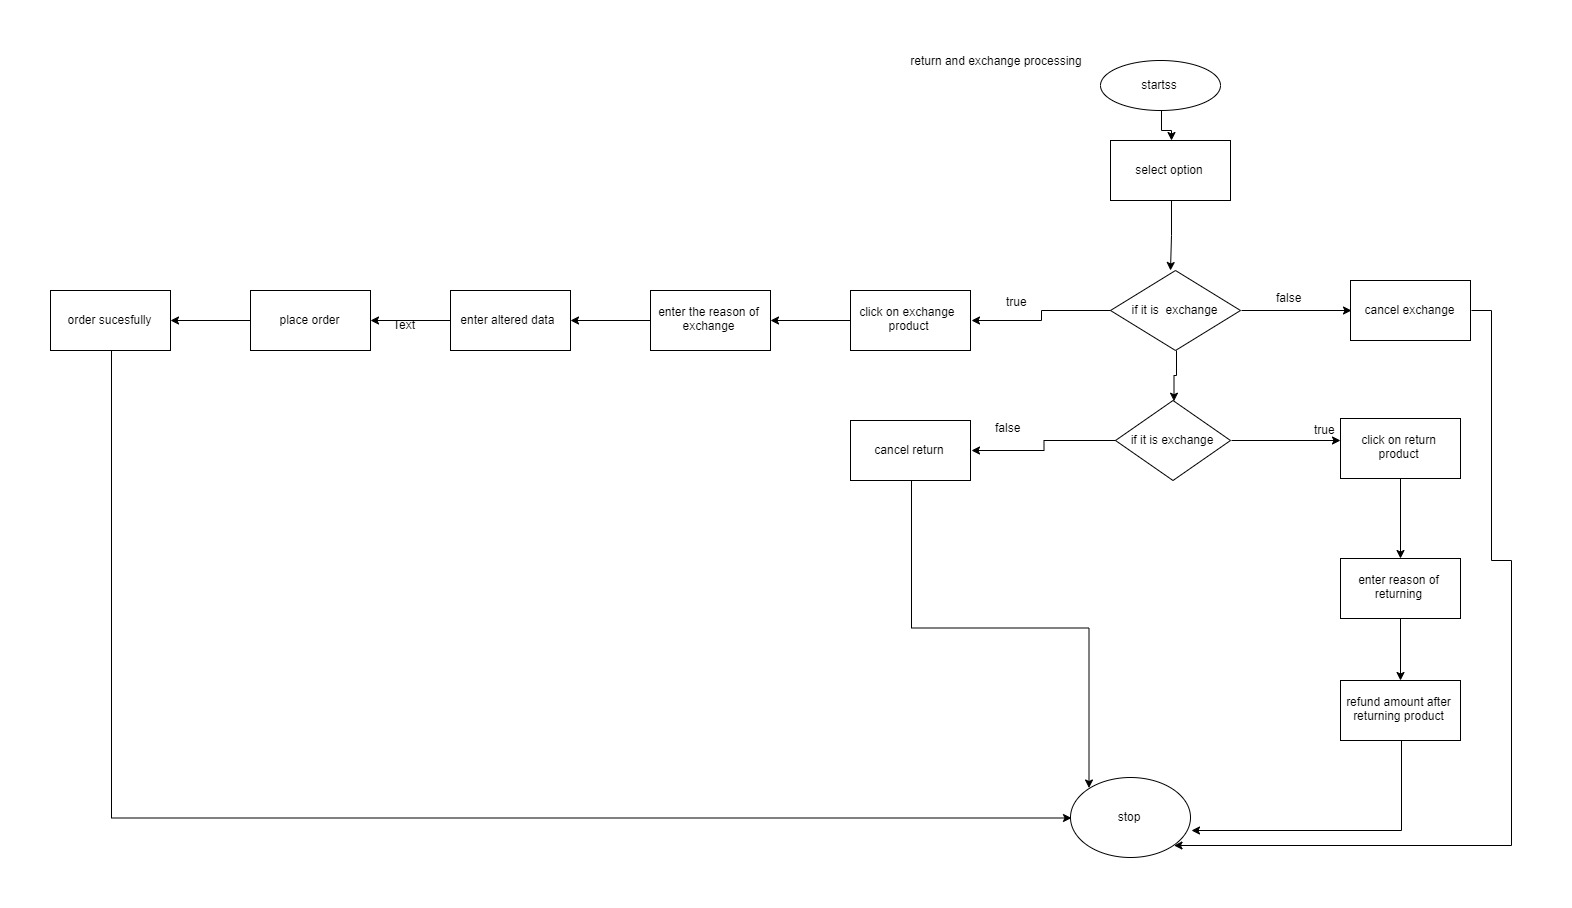 return and exchange processing
startss
select option
order sucesfully
place order
Text
enter altered data
enter the reason of
exchange
click on exchange
product
true
if it is  exchange
false
cancel exchange
cancel return
false
if it is exchange
true
click on return
product
enter reason of
returning
refund amount after
returning product
stop